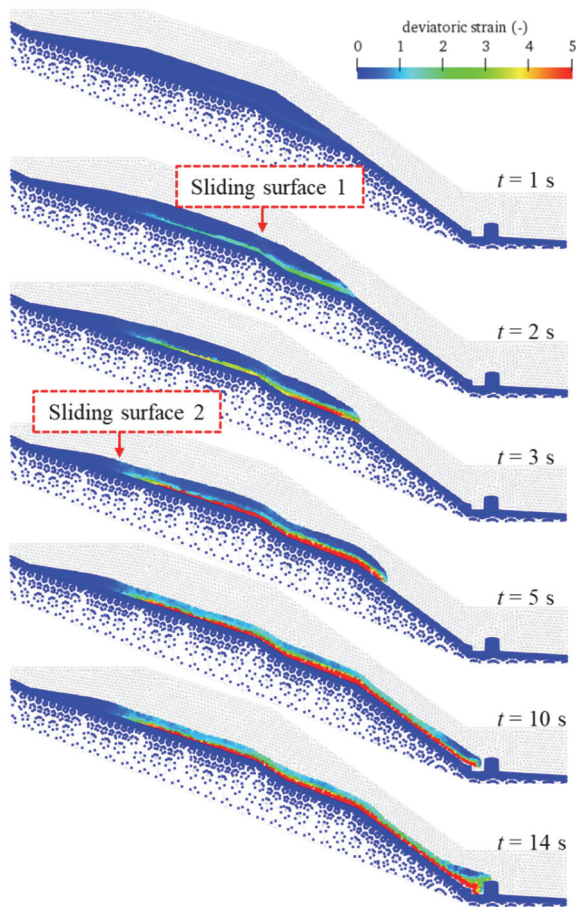 deviatoric strain (-)
0 1 2 3 4 5
t = 1 s
Sliding surface 1
t = 2 s
t = 3 s
Sliding surface 2
t = 5 s
t = 10 s
t = 14 s